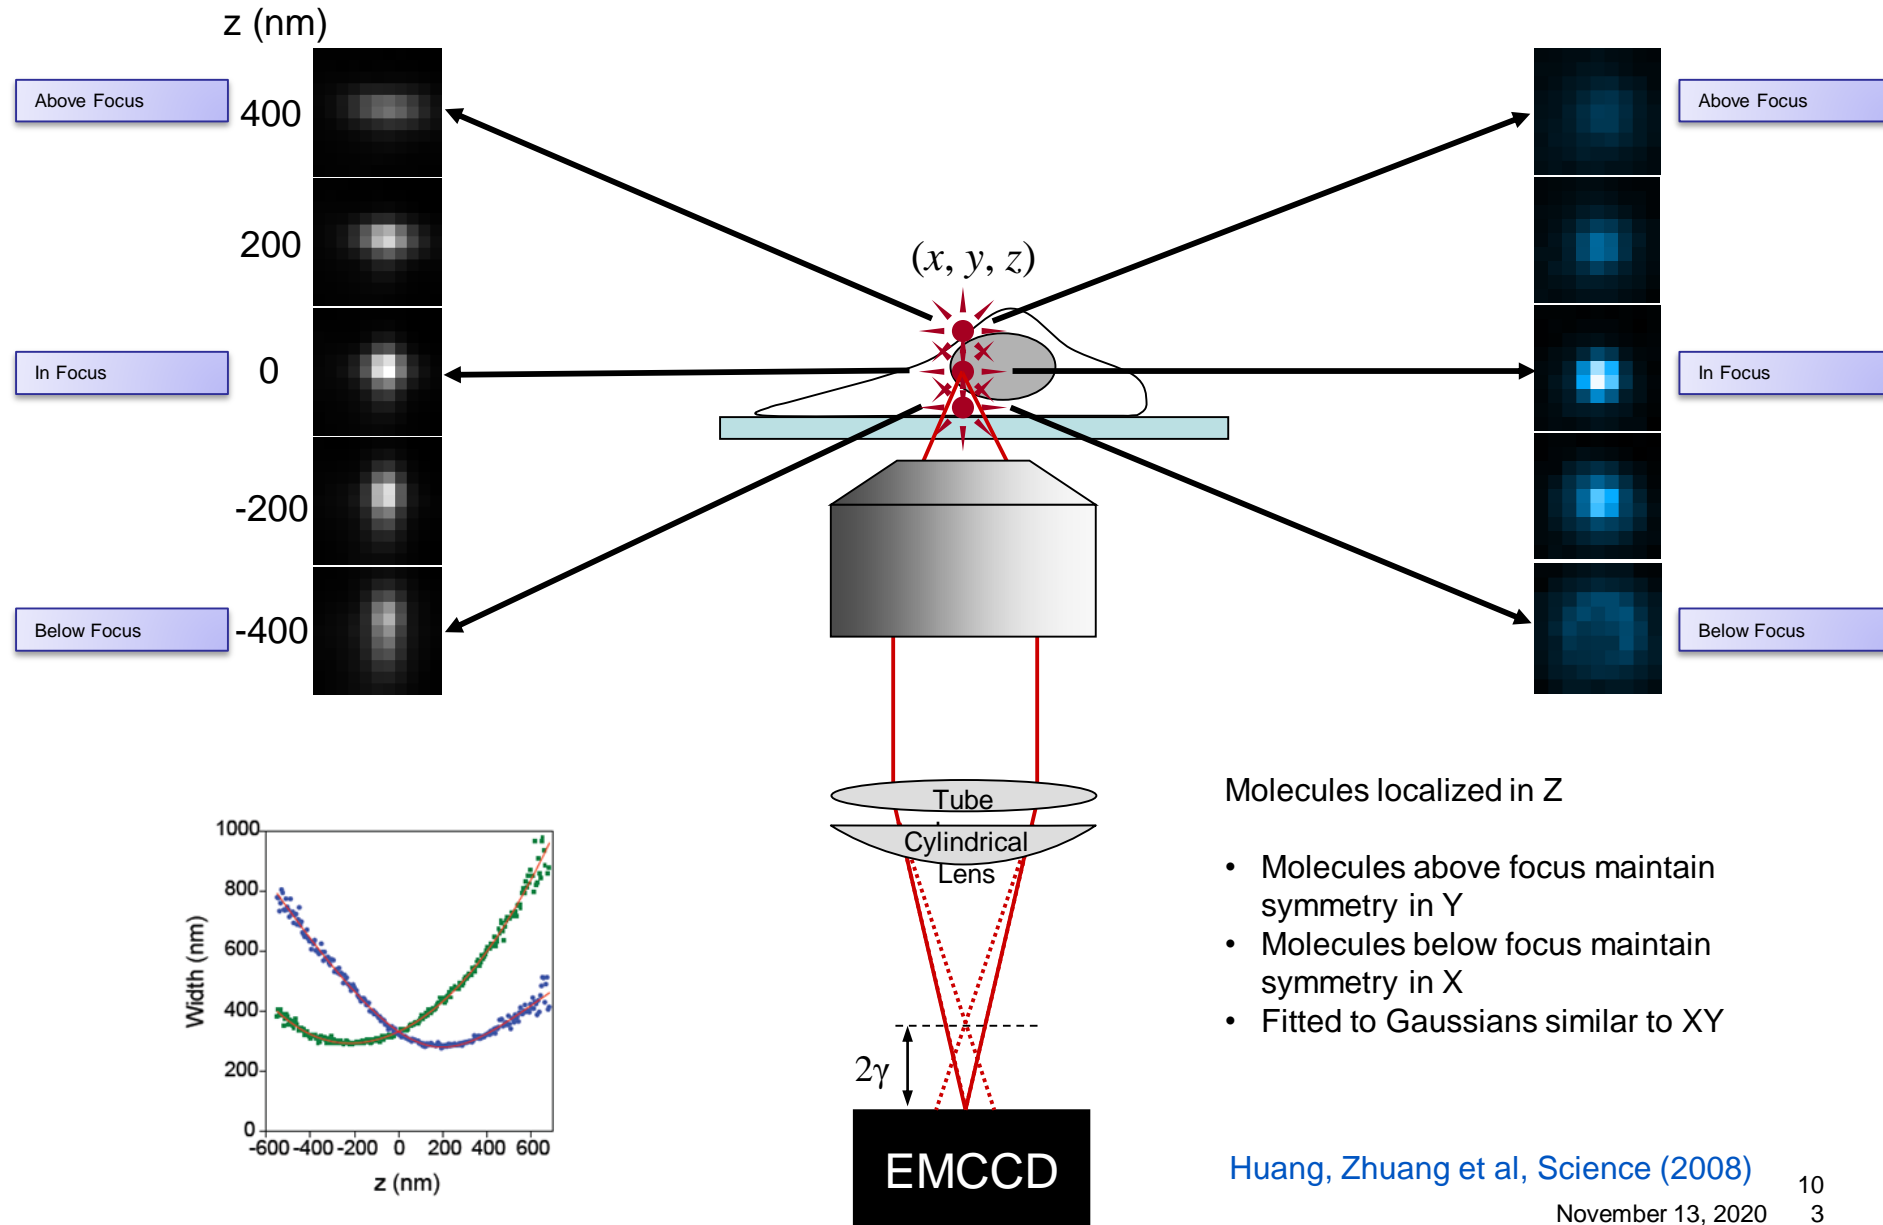 z (nm)
Above Focus
400
200
In Focus
0
-200
Below Focus
-400
(x, y, z)
Above Focus
In Focus
Below Focus
Tube
Cylindrical
Lens
2γ
EMCCD
1000
800
600
400
200
0
Width (nm)
-600 -400 -200 0 200 400 600
z (nm)
Molecules localized in Z
• Molecules above focus maintain
symmetry in Y
• Molecules below focus maintain
symmetry in X
• Fitted to Gaussians similar to XY
Huang, Zhuang et al, Science (2008)
10
November 13, 2020 3